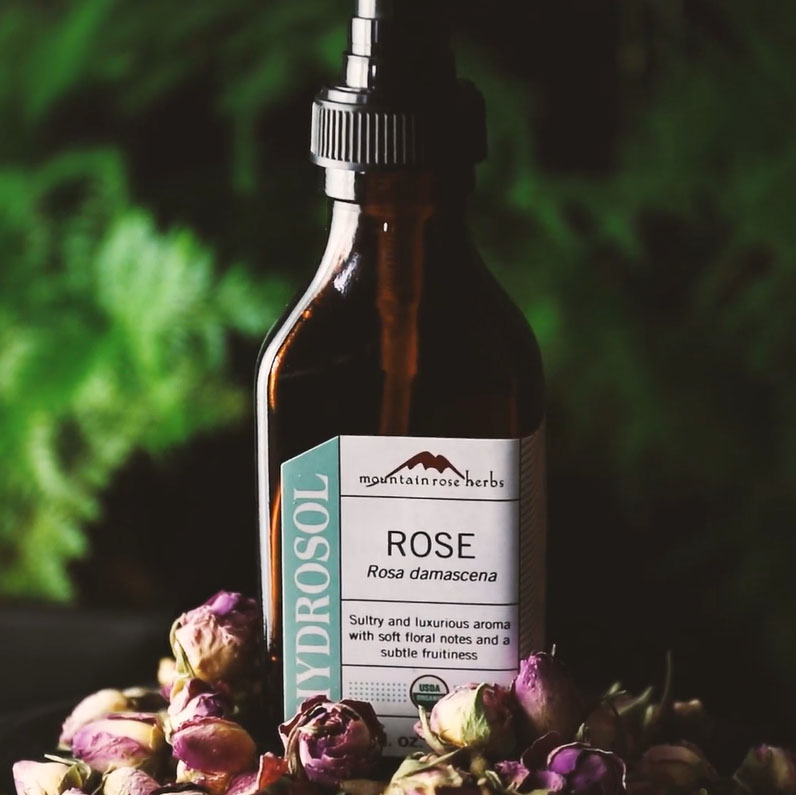 mountain rose herbs
HYDROSOL
ROSE
Rosa damascena
Sultry and luxurious aroma
with soft floral notes and a
subtle fruitiness
USDA
ORGANIC
OZ.